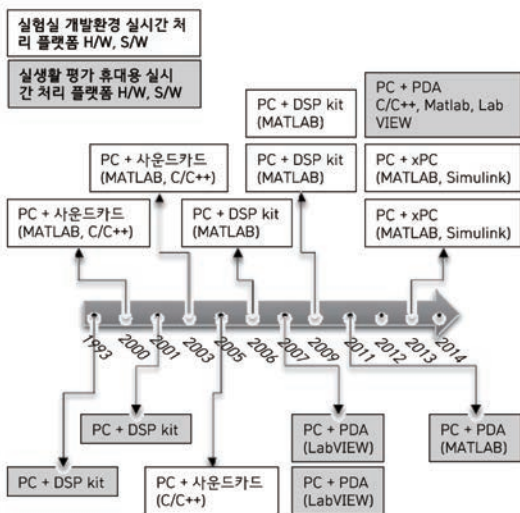 실험실 개발환경 실시간 처
리 플랫폼 H/W, S/W
실생활 평가 휴대용 실시
간 처리 플랫폼 H/W, S/W
PC + DSP kit
(MATLAB)
PC + PDA
C/C++, Matlab, Lab
VIEW
PC + 사운드카드
(MATLAB, C/C++)
PC + DSP kit
(MATLAB)
PC + xPC
(MATLAB, Simulink)
PC + 사운드카드
(MATLAB, C/C++)
PC + DSP kit
(MATLAB)
PC + xPC
(MATLAB, Simulink)
1993
2000
2001
2003
2005
2006
2007
2009
2011
2012
2013
2014
PC + DSP kit
PC + PDA
(LabVIEW)
PC + PDA
(MATLAB)
PC + DSP kit
PC + 사운드카드
(C/C++)
PC + PDA
(LabVIEW)